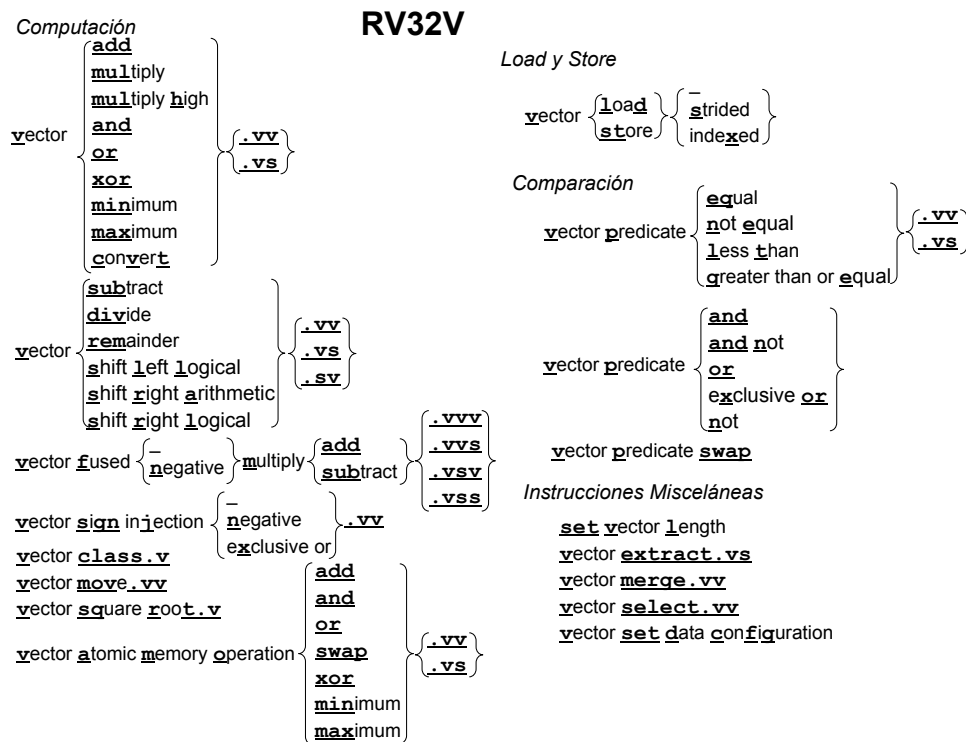 RV32V
Computación
vector
add
multiply
multiply high
and
or
xor
minimum
maximum
convert
.vv
.vs
vector
subtract
divide
remainder
shift left logical
shift right arithmetic
shift right logical
.vv
.vs
.sv
vector fused
negative
multiply
add
subtract
.vvv
.vvs
.vsv
.vss
vector sign injection
negative
exclusive or
.vv
vector class.v
vector move.vv
vector square root.v
vector atomic memory operation
add
and
or
swap
xor
minimum
maximum
.vv
.vs
Load y Store
vector
load
store
strided
indexed
Comparación
vector predicate
equal
not equal
less than
greater than or equal
.vv
.vs
vector predicate
and
and not
or
exclusive or
not
vector predicate swap
Instrucciones Misceláneas
set vector length
vector extract.vs
vector merge.vv
vector select.vv
vector set data configuration